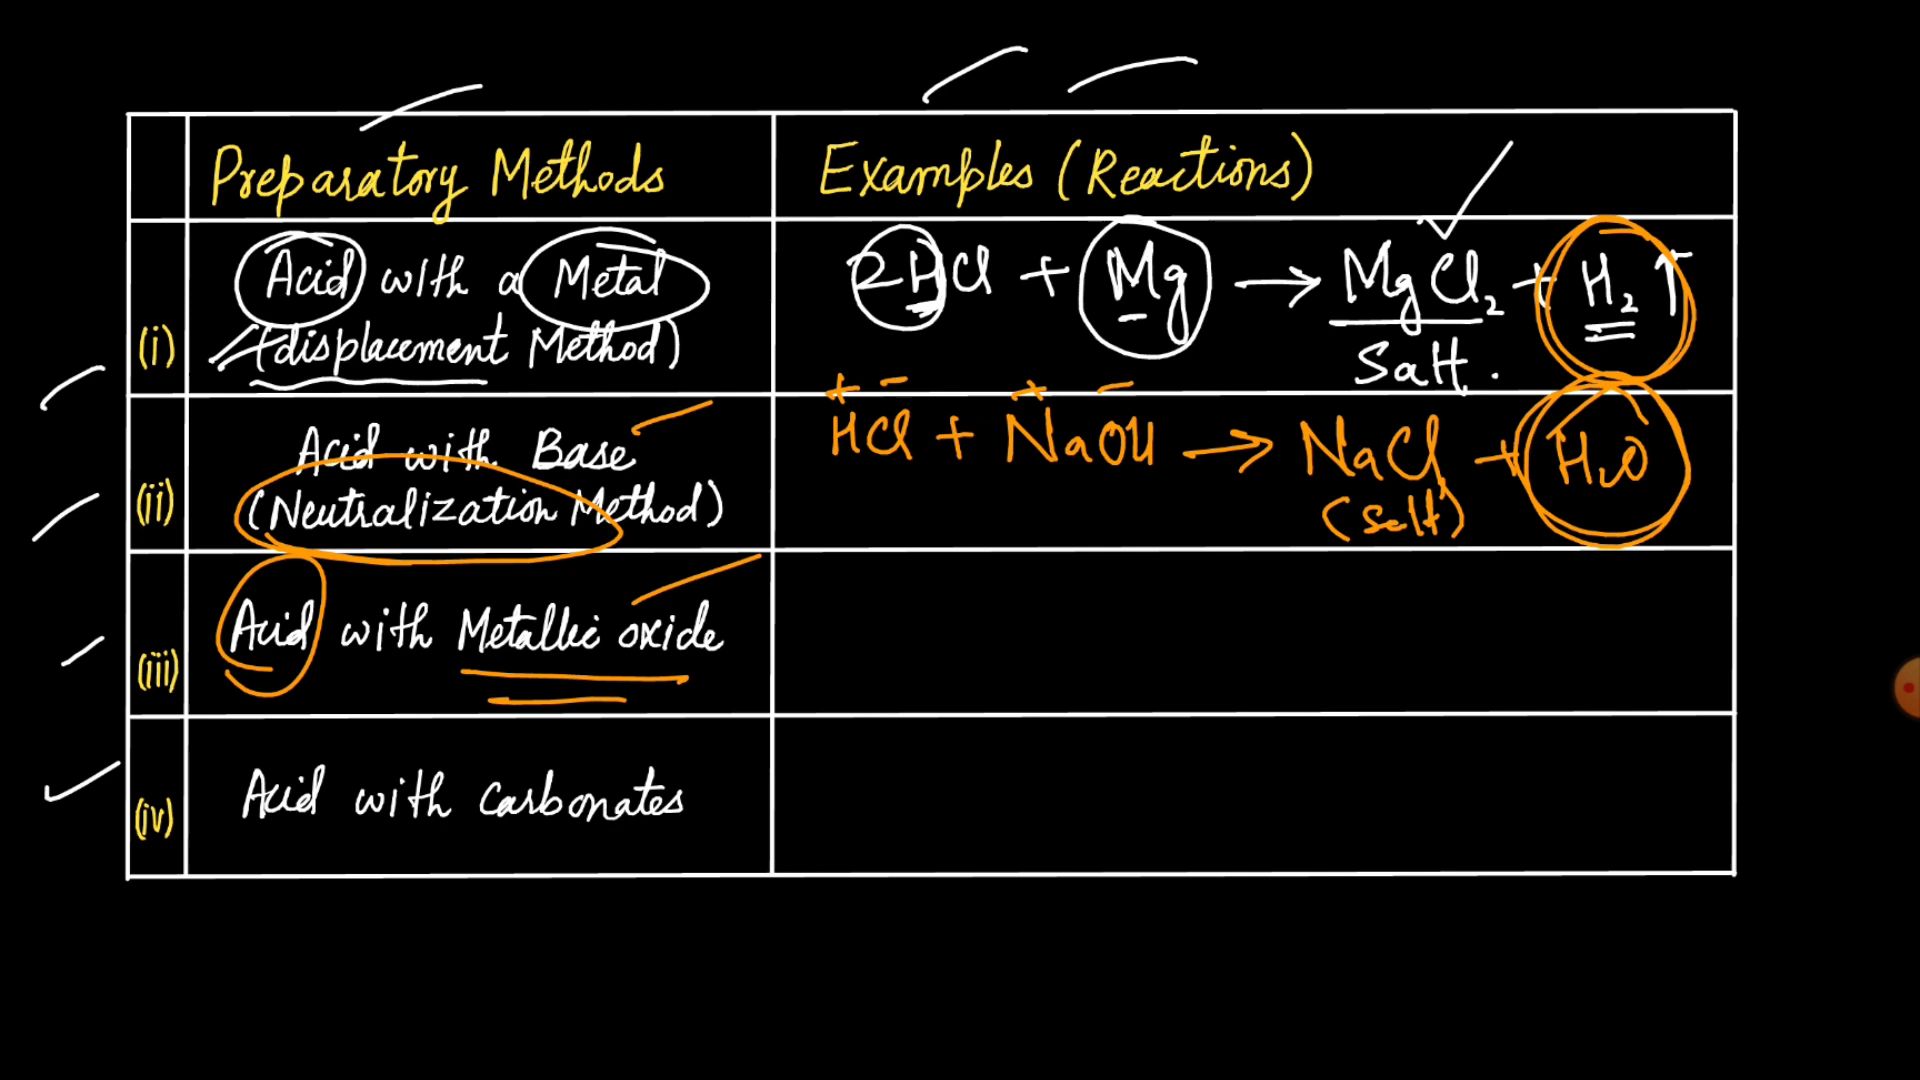 Preparatory Methods
Examples (Reactions)
(i)
Acid with a Metal
(displacement Method)
2HCl + Mg → MgCl₂ + H₂ ↑
Salt.
(ii)
Acid with Base
(Neutralization Method)
+ - + -
HCl + NaOH → NaCl + H₂O
(Salt)
(iii)
Acid with Metallic oxide
(iv)
Acid with carbonates